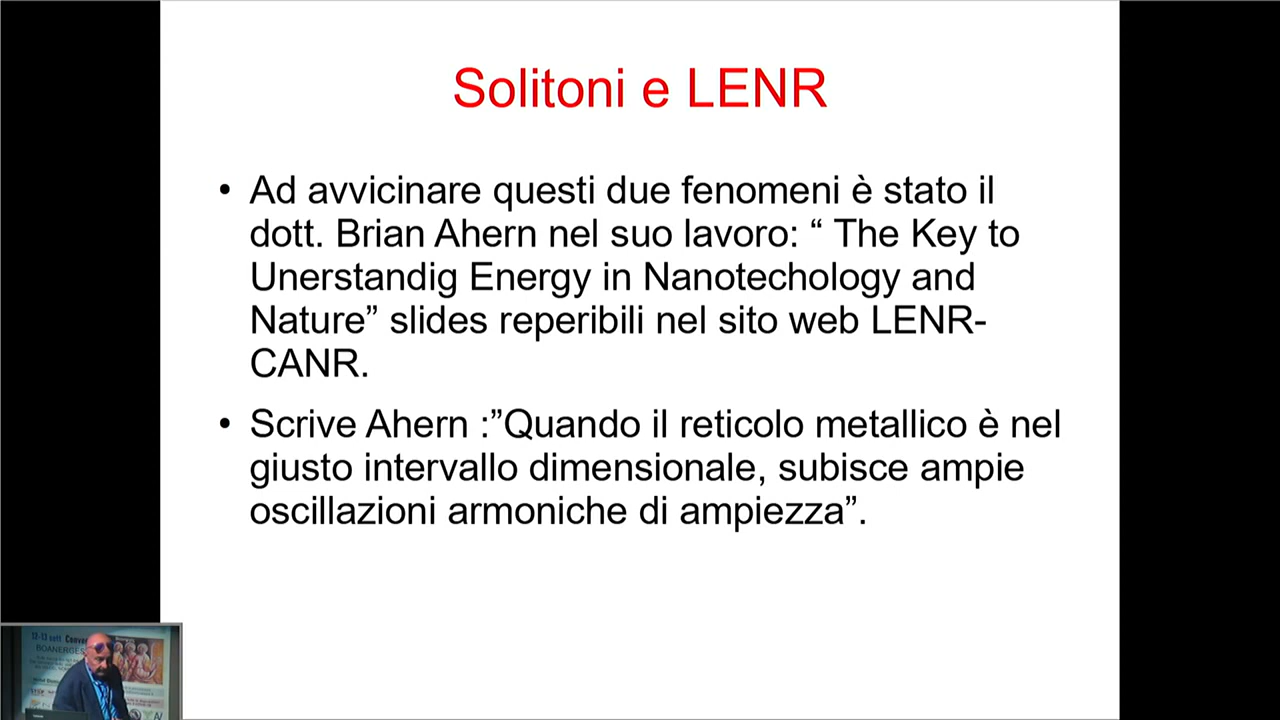 Solitoni e LENR
• Ad avvicinare questi due fenomeni è stato il
dott. Brian Ahern nel suo lavoro: “ The Key to
Unerstandig Energy in Nanotechology and
Nature” slides reperibili nel sito web LENR-
CANR.
• Scrive Ahern :”Quando il reticolo metallico è nel
giusto intervallo dimensionale, subisce ampie
oscillazioni armoniche di ampiezza”.
BOANERGES